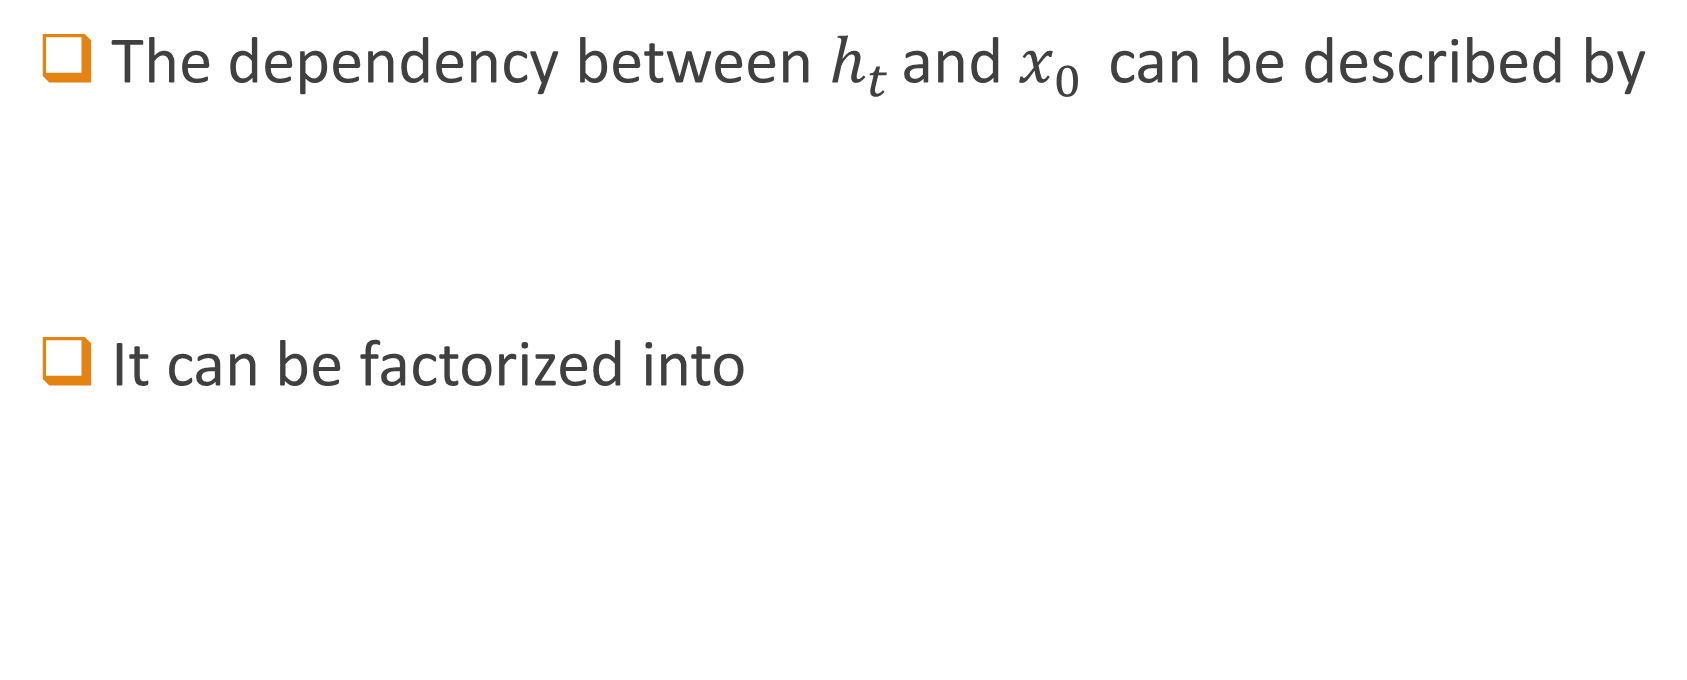 ❑ The dependency between $h_t$ and $x_0$ can be described by
❑ It can be factorized into